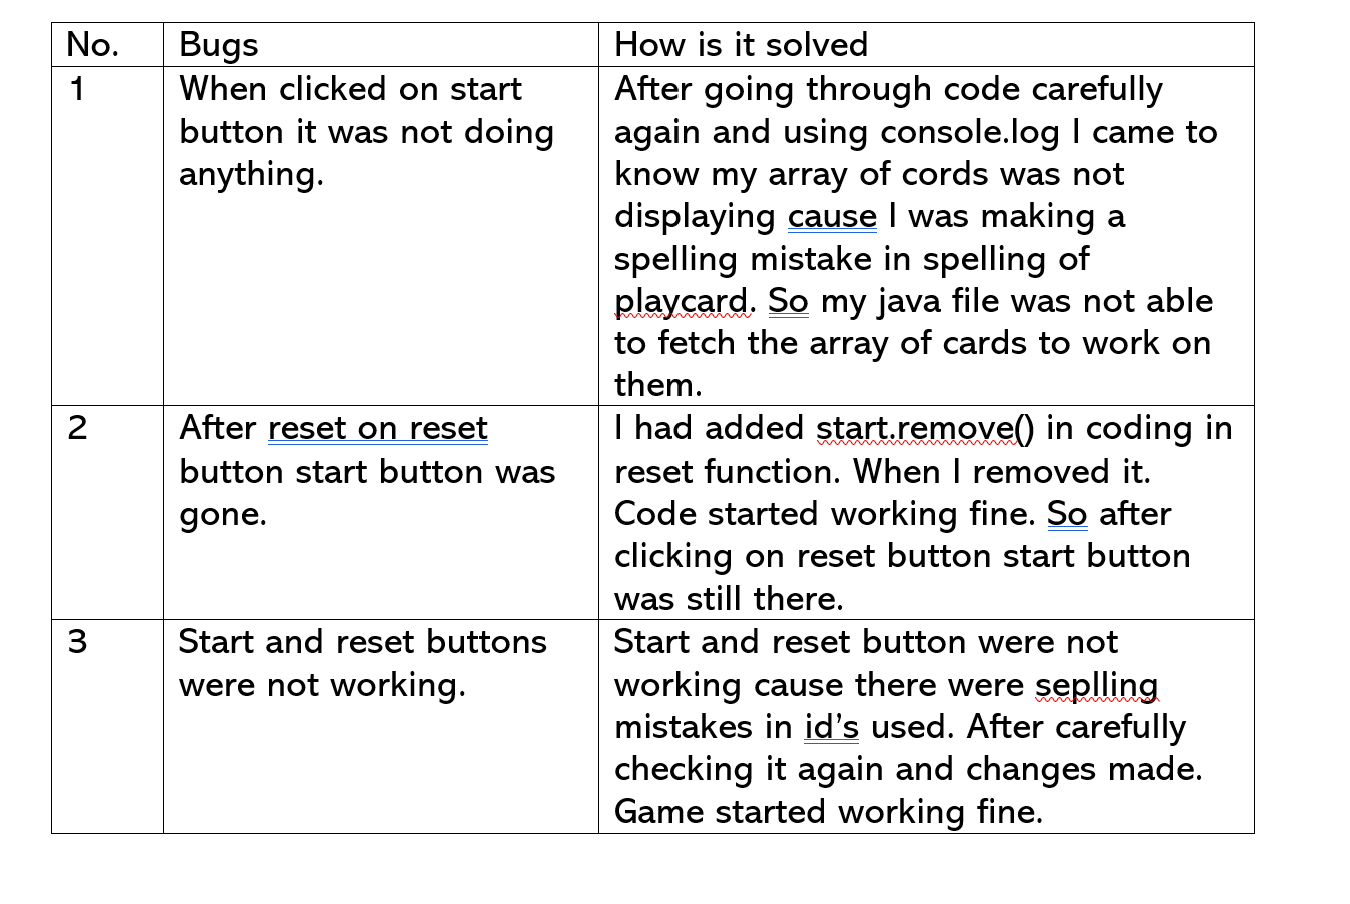 No. Bugs How is it solved
1 When clicked on start
button it was not doing
anything.
After going through code carefully
again and using console.log I came to
know my array of cords was not
displaying cause I was making a
spelling mistake in spelling of
playcard. So my java file was not able
to fetch the array of cards to work on
them.
2 After reset on reset
button start button was
gone.
I had added start.remove() in coding in
reset function. When I removed it.
Code started working fine. So after
clicking on reset button start button
was still there.
3 Start and reset buttons
were not working.
Start and reset button were not
working cause there were seplling
mistakes in id’s used. After carefully
checking it again and changes made.
Game started working fine.